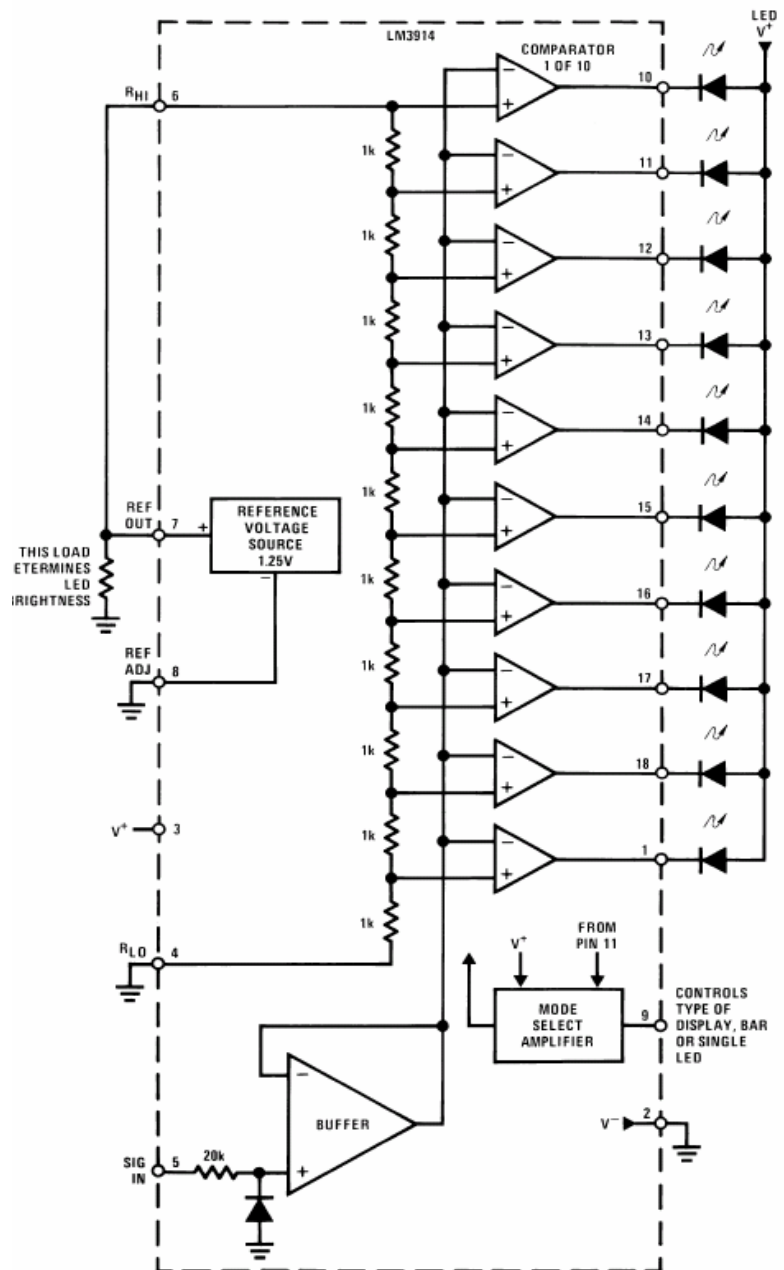 LED
V+
LM3914
COMPARATOR
1 OF 10
10
RHI
6
1k
11
1k
12
1k
13
1k
14
1k
15
REF
OUT
7
+
REFERENCE
VOLTAGE
SOURCE
1.25V
−
THIS LOAD
ETERMINES
LED
RIGHTNESS
1k
16
REF
ADJ
8
1k
17
1k
18
V+
3
1k
1
1k
RLO
4
V+
FROM
PIN 11
MODE
SELECT
AMPLIFIER
9
CONTROLS
TYPE OF
DISPLAY, BAR
OR SINGLE
LED
−
BUFFER
+
V−
2
SIG
IN
5
20k
− +
− +
− +
− +
− +
− +
− +
− +
− +
− +